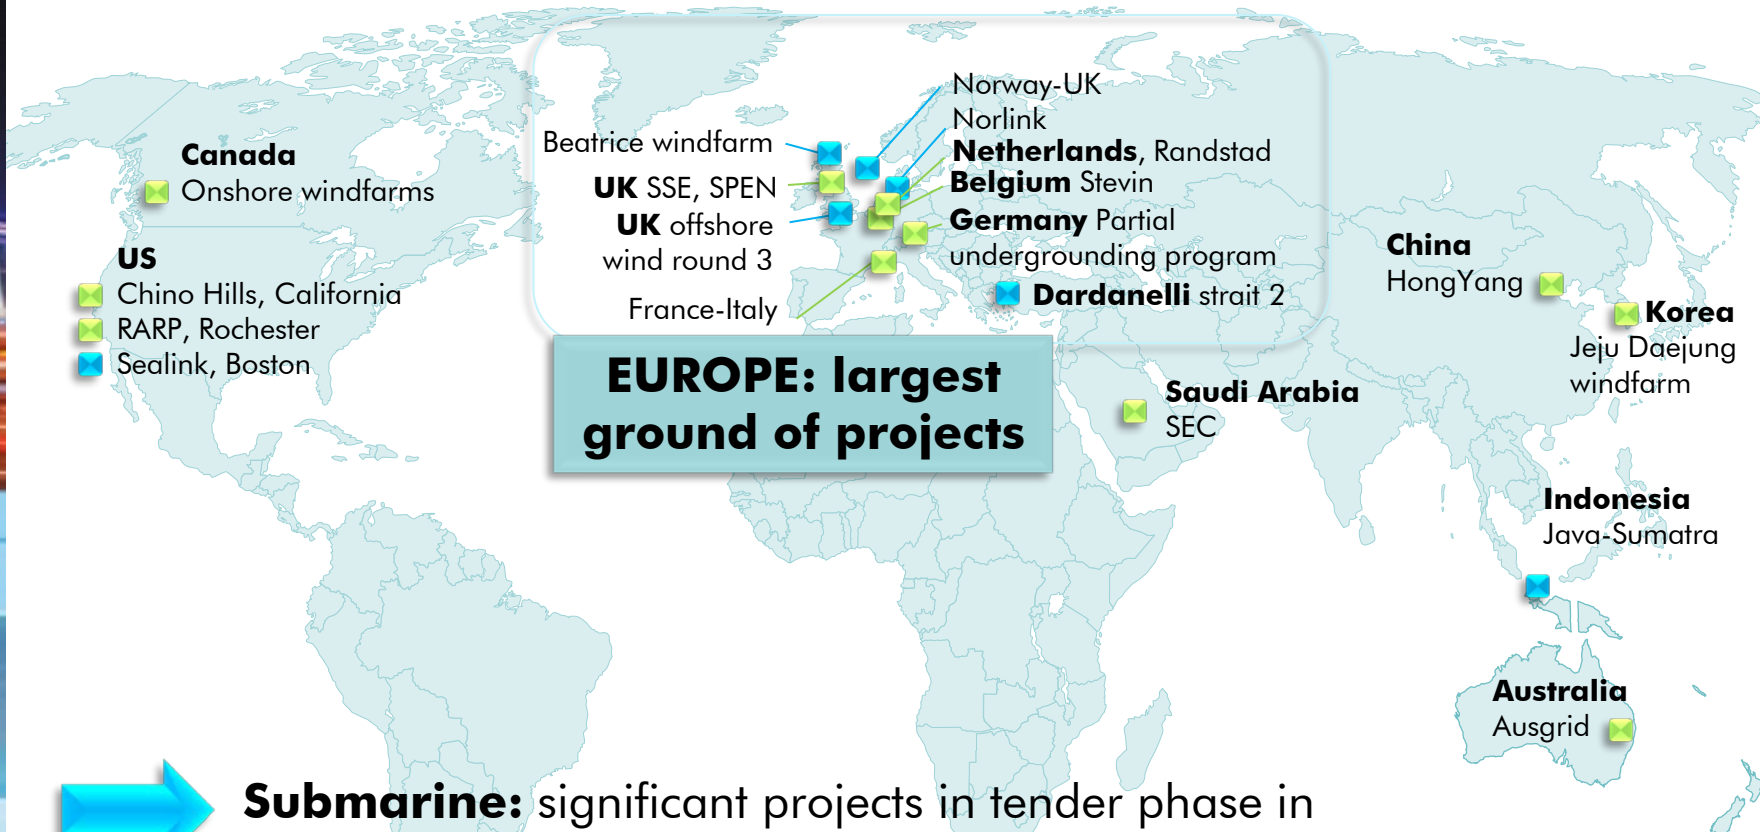 Canada
Onshore windfarms
US
Chino Hills, California
RARP, Rochester
Sealink, Boston
Beatrice windfarm
UK SSE, SPEN
UK offshore
wind round 3
France-Italy
Norway-UK
Norlink
Netherlands, Randstad
Belgium Stevin
Germany Partial
undergrounding program
Dardanelli strait 2
EUROPE: largest
ground of projects
Saudi Arabia
SEC
China
HongYang
Korea
Jeju Daejung
windfarm
Indonesia
Java-Sumatra
Australia
Ausgrid
Submarine: significant projects in tender phase in